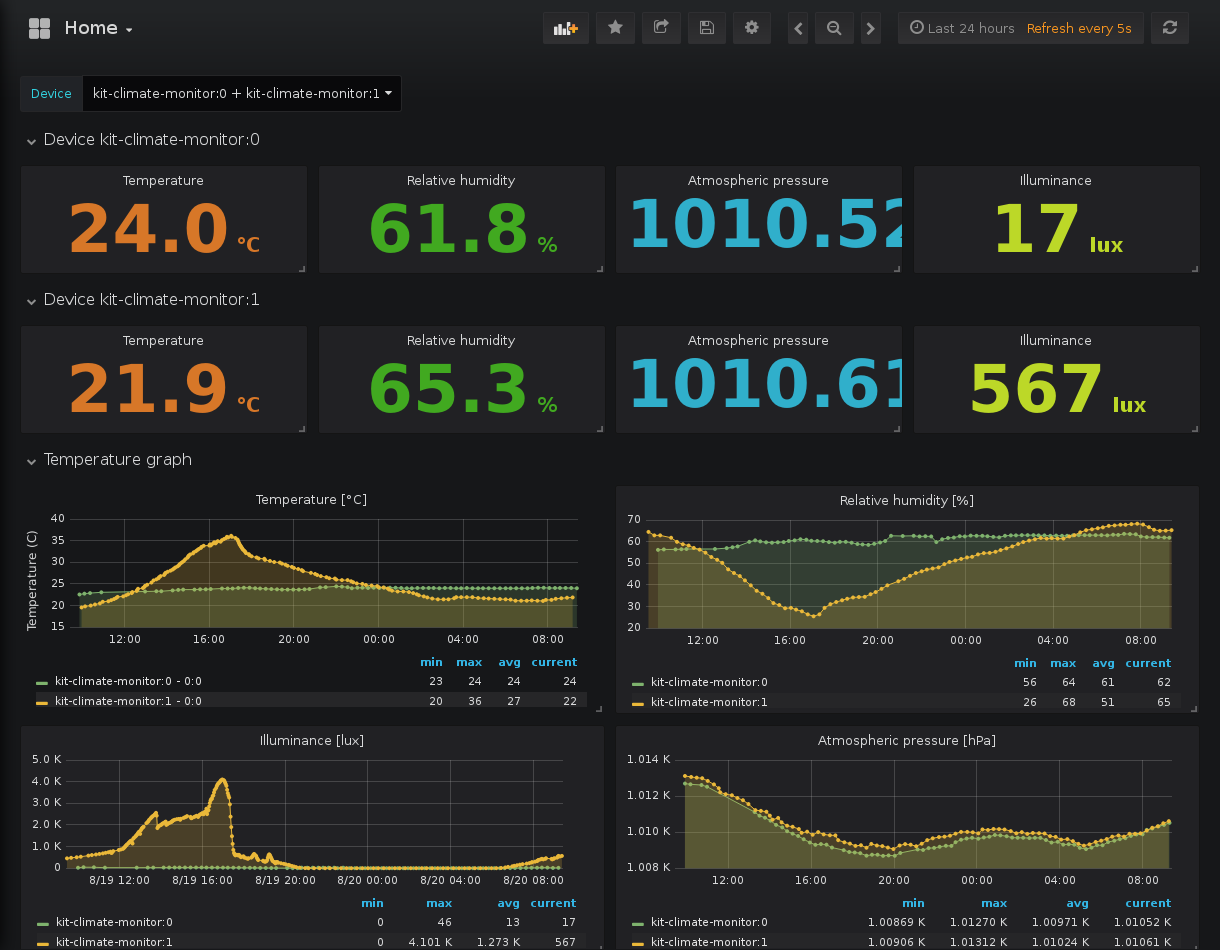 Home
Last 24 hours Refresh every 5s
Device kit-climate-monitor:0 + kit-climate-monitor:1
Device kit-climate-monitor:0
Temperature Relative humidity Atmospheric pressure Illuminance
24.0 °C 61.8 % 1010.52 17 lux
Device kit-climate-monitor:1
Temperature Relative humidity Atmospheric pressure Illuminance
21.9 °C 65.3 % 1010.61 567 lux
Temperature graph
Temperature [°C]
Temperature (C)
40
35
30
25
20
15
12:00 16:00 20:00 00:00 04:00 08:00
min max avg current
kit-climate-monitor:0 - 0:0 23 24 24 24
kit-climate-monitor:1 - 0:0 20 36 27 22
Relative humidity [%]
70
60
50
40
30
20
12:00 16:00 20:00 00:00 04:00 08:00
min max avg current
kit-climate-monitor:0 56 64 61 62
kit-climate-monitor:1 26 68 51 65
Illuminance [lux]
5.0 K
4.0 K
3.0 K
2.0 K
1.0 K
0
8/19 12:00 8/19 16:00 8/19 20:00 8/20 00:00 8/20 04:00 8/20 08:00
min max avg current
kit-climate-monitor:0 0 46 13 17
kit-climate-monitor:1 0 4.101 K 1.273 K 567
Atmospheric pressure [hPa]
1.014 K
1.012 K
1.010 K
1.008 K
12:00 16:00 20:00 00:00 04:00 08:00
min max avg current
kit-climate-monitor:0 1.00869 K 1.01270 K 1.00971 K 1.01052 K
kit-climate-monitor:1 1.00906 K 1.01312 K 1.01024 K 1.01061 K